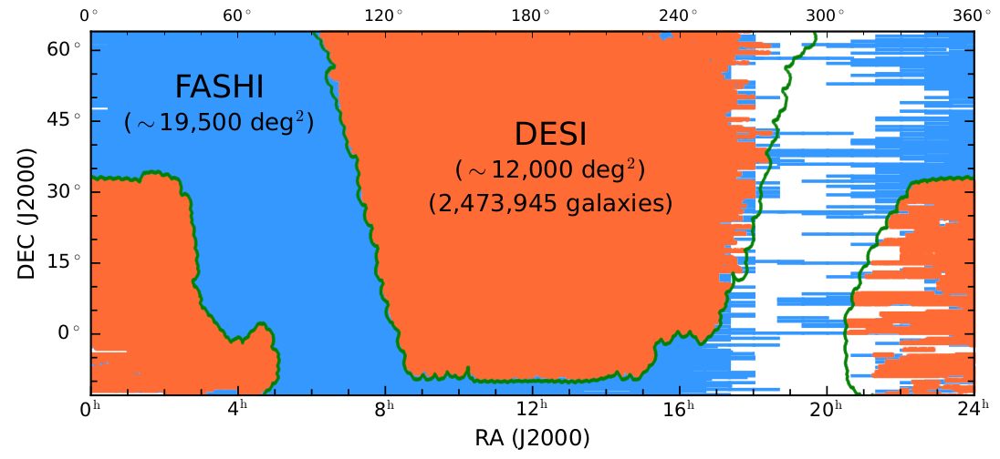 0° 60° 120° 180° 240° 300° 360°
60°
45°
30°
15°
0°
DEC (J2000)
FASHI
(~19,500 deg²)
DESI
(~12,000 deg²)
(2,473,945 galaxies)
0ʰ 4ʰ 8ʰ 12ʰ 16ʰ 20ʰ 24ʰ
RA (J2000)